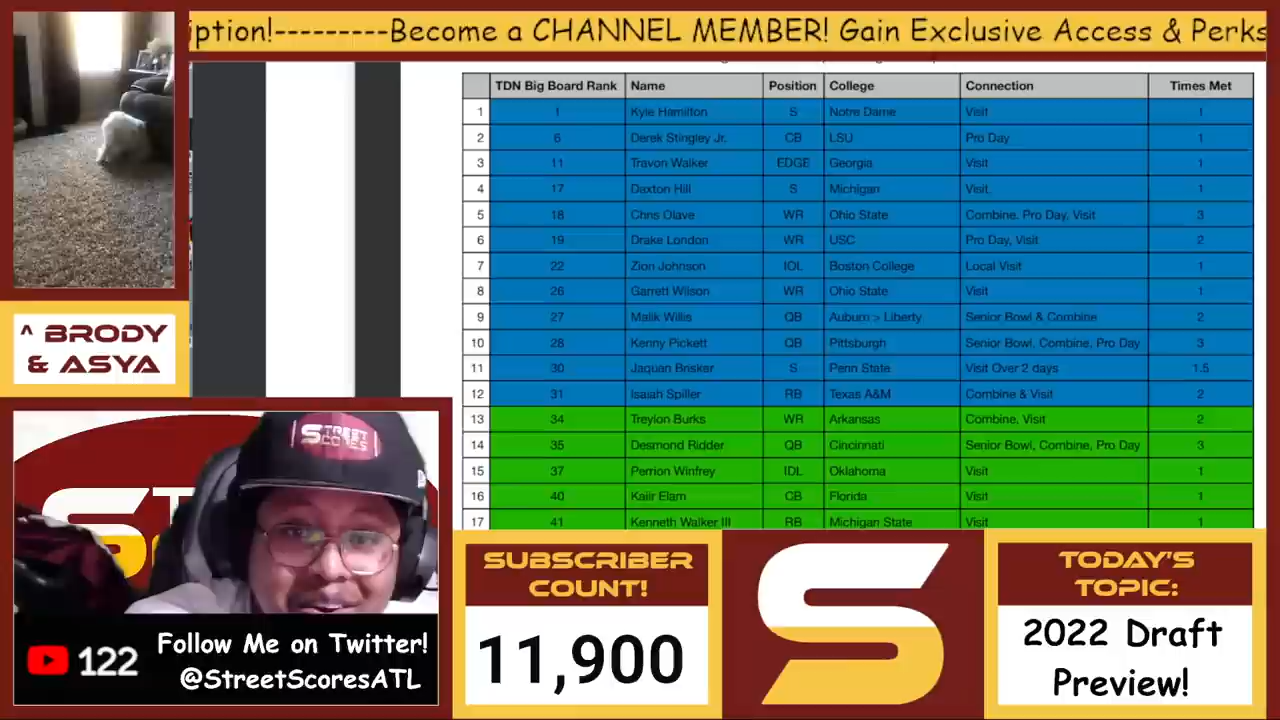 iption!---------Become a CHANNEL MEMBER! Gain Exclusive Access & Perks
TDN Big Board Rank Name Position College Connection Times Met
1 1 Kyle Hamilton S Notre Dame Visit 1
2 6 Derek Stingley Jr. CB LSU Pro Day 1
3 11 Travon Walker EDGE Georgia Visit 1
4 17 Daxton Hill S Michigan Visit 1
5 18 Chris Olave WR Ohio State Combine, Pro Day, Visit 3
6 19 Drake London WR USC Pro Day, Visit 2
7 22 Zion Johnson IOL Boston College Local Visit 1
8 26 Garrett Wilson WR Ohio State Visit 1
9 27 Malik Willis QB Auburn > Liberty Senior Bowl & Combine 2
10 28 Kenny Pickett QB Pittsburgh Senior Bowl, Combine, Pro Day 3
11 30 Jaquan Brisker S Penn State Visit Over 2 days 1.5
12 31 Isaiah Spiller RB Texas A&M Combine & Visit 2
13 34 Treylon Burks WR Arkansas Combine, Visit 2
14 35 Desmond Ridder QB Cincinnati Senior Bowl, Combine, Pro Day 3
15 37 Perrion Winfrey IDL Oklahoma Visit 1
16 40 Kaiir Elam CB Florida Visit 1
17 41 Kenneth Walker III RB Michigan State Visit 1
^ BRODY
& ASYA
STREET
SCORES
122
Follow Me on Twitter!
@StreetScoresATL
SUBSCRIBER
COUNT!
11,900
S
TODAY'S
TOPIC:
2022 Draft
Preview!